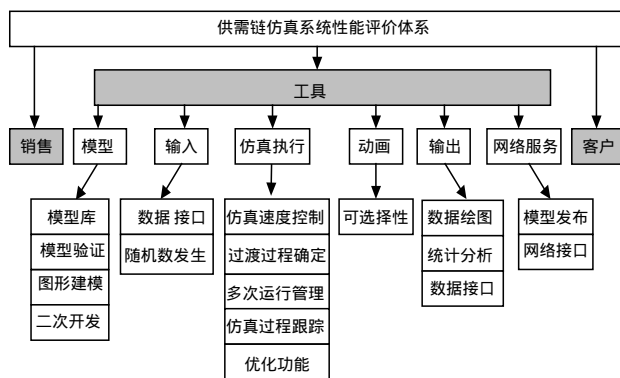 供需链仿真系统性能评价体系
工具
销售
模型
输入
仿真执行
动画
输出
网络服务
客户
模型库
模型验证
图形建模
二次开发
数据 接口
随机数发生
仿真速度控制
过渡过程确定
多次运行管理
仿真过程跟踪
优化功能
可选择性
数据绘图
统计分析
数据接口
模型发布
网络接口